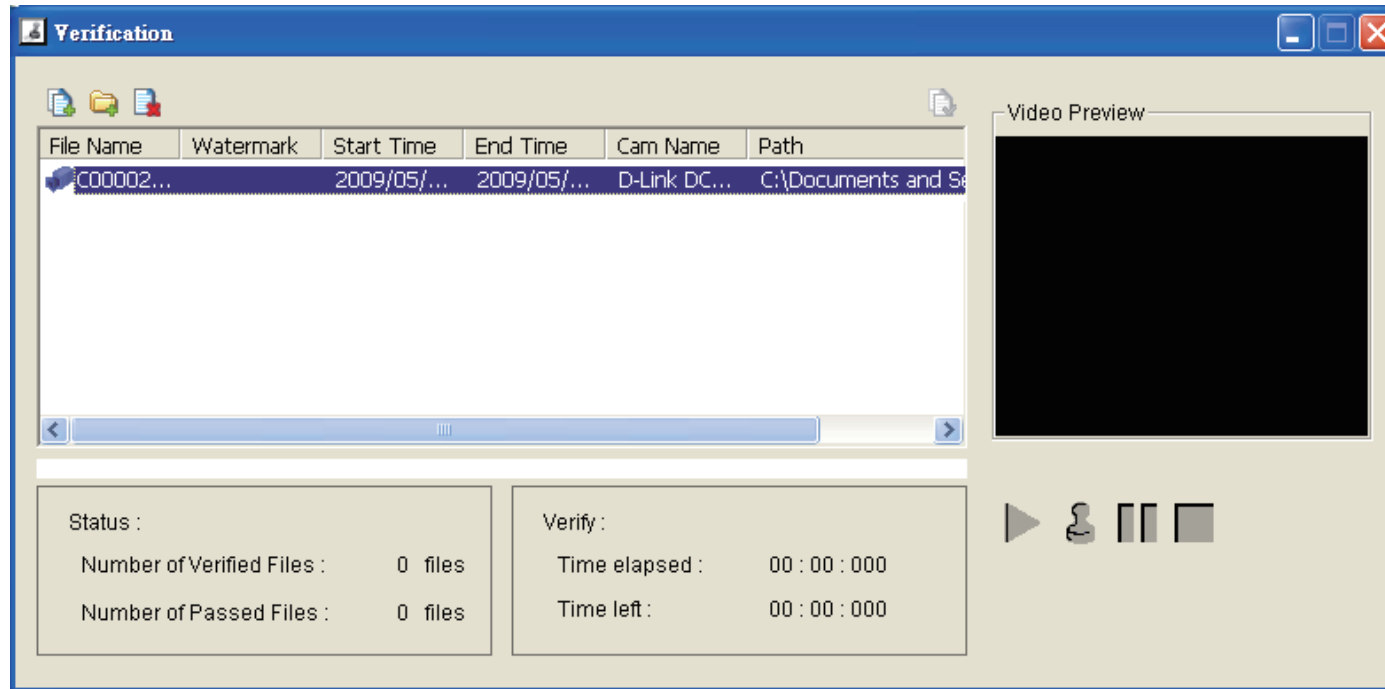 Verification
Video Preview
File Name Watermark Start Time End Time Cam Name Path
C00002... 2009/05/... 2009/05/... D-Link DC... C:\Documents and Se
Status :
Number of Verified Files : 0 files
Number of Passed Files : 0 files
Verify :
Time elapsed : 00 : 00 : 000
Time left : 00 : 00 : 000